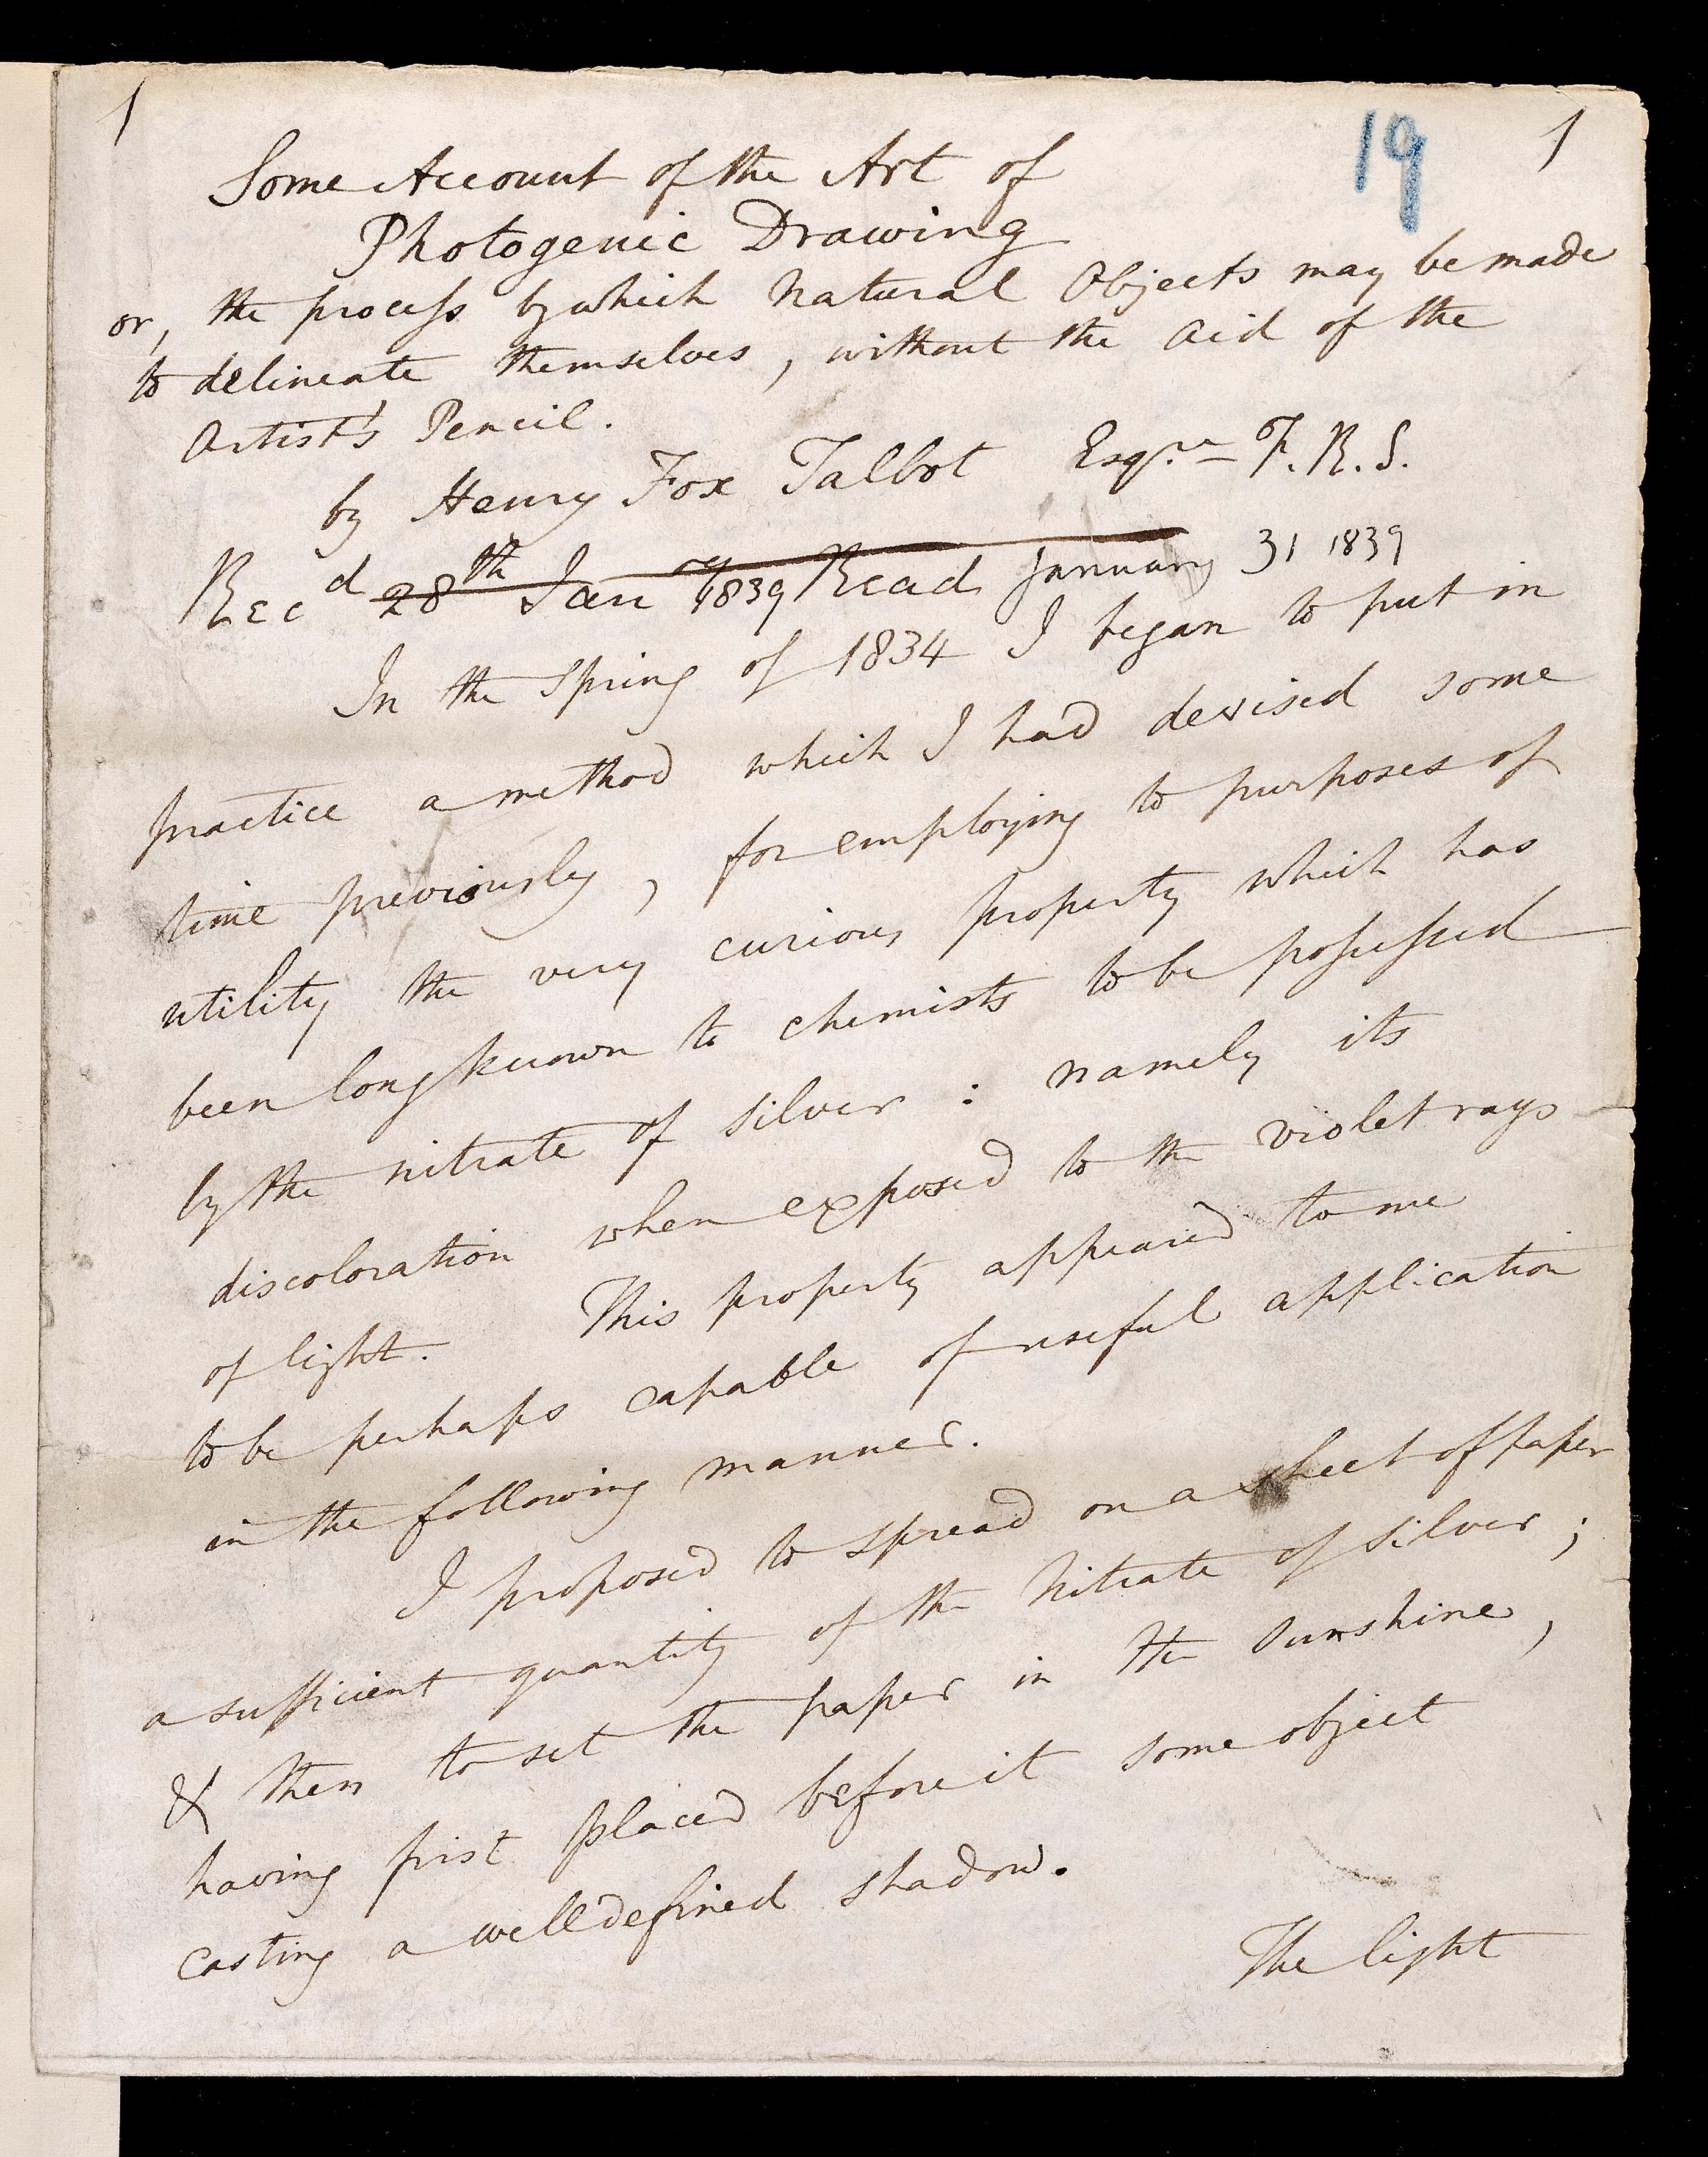 1 19 1
Some Account of the Art of
Photogenic Drawing
or, the process by which Natural Objects may be made
to delineate themselves, without the aid of the
Artist's Pencil.
by Henry Fox Talbot Esqre F.R.S.
Recd 28th Jany 1839 Read January 31 1839
In the Spring of 1834 I began to put in
practice a method which I had devised some
time previously, for employing to purposes of
utility the very curious property which has
been long known to chemists to be poſseſsed
by the nitrate of silver : namely its
discoloration when exposed to the violet rays
of light. This property appeared to me
to be perhaps capable of useful application
in the following manner.
I proposed to spread on a sheet of paper
a sufficient quantity of the Nitrate of Silver ;
& then to set the paper in the Sunshine,
having first placed before it some object
casting a well defined shadow.
The light